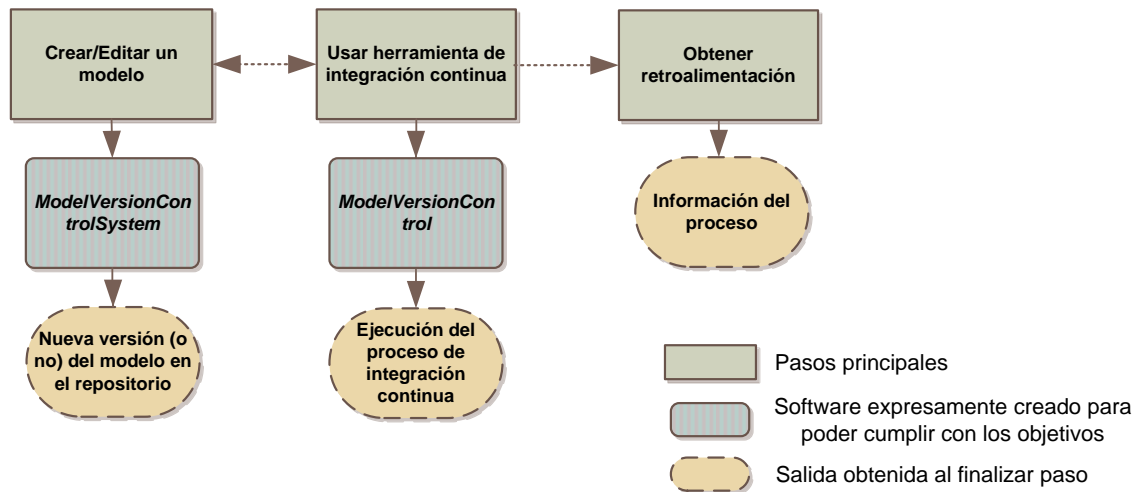 Crear/Editar un
modelo
Usar herramienta de
integración continua
Obtener
retroalimentación
ModelVersionCon
trolSystem
ModelVersionCon
trol
Información del
proceso
Nueva versión (o
no) del modelo en
el repositorio
Ejecución del
proceso de
integración
continua
Pasos principales
Software expresamente creado para
poder cumplir con los objetivos
Salida obtenida al finalizar paso